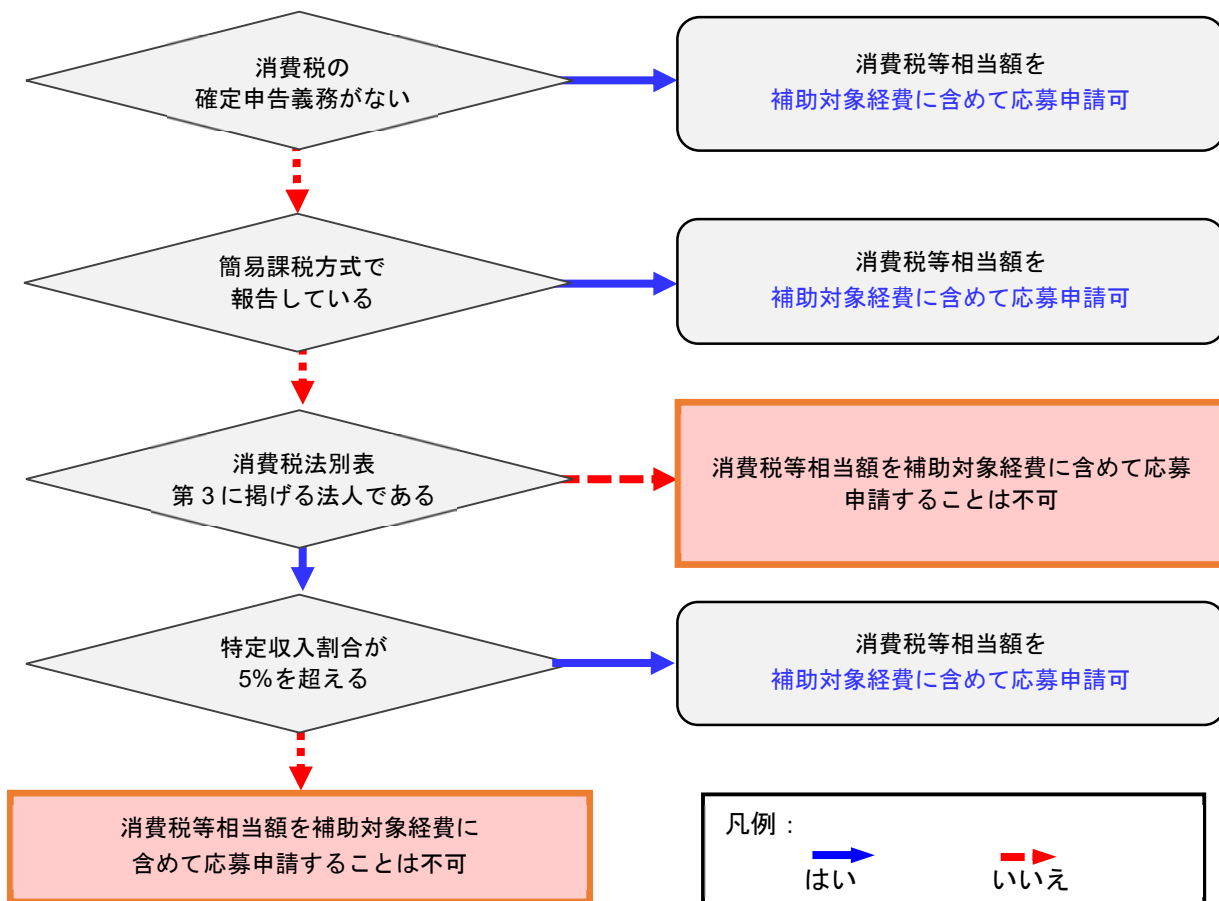 消費税の
確定申告義務がない
消費税等相当額を
補助対象経費に含めて応募申請可
簡易課税方式で
報告している
消費税等相当額を
補助対象経費に含めて応募申請可
消費税法別表
第3に掲げる法人である
消費税等相当額を補助対象経費に含めて応募
申請することは不可
特定収入割合が
5%を超える
消費税等相当額を
補助対象経費に含めて応募申請可
消費税等相当額を補助対象経費に
含めて応募申請することは不可
凡例：
はい いいえ